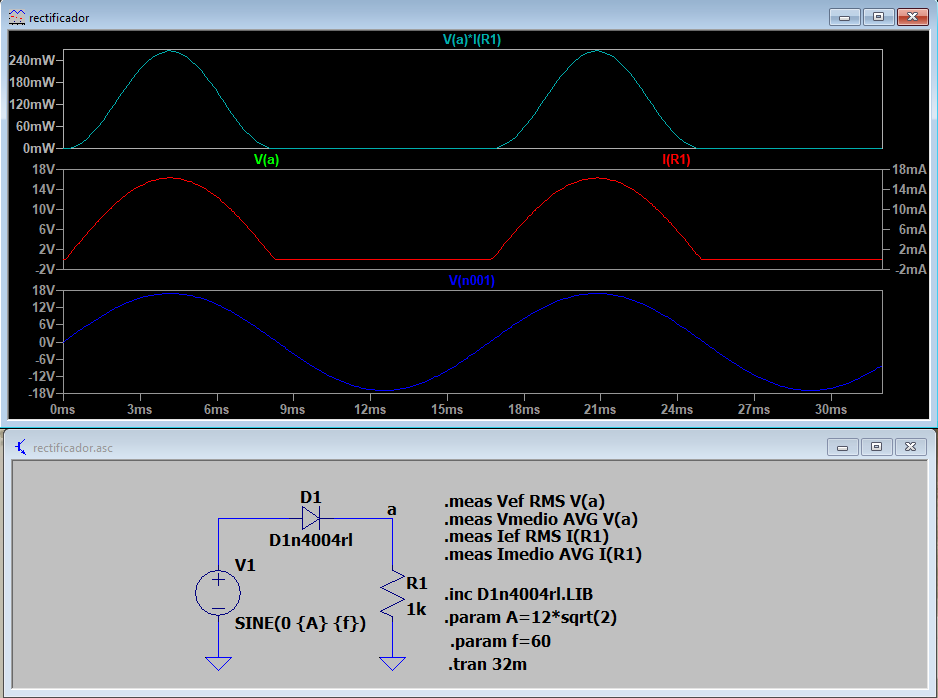 rectificador
V(a)*I(R1)
240mW
180mW
120mW
60mW
0mW
V(a) I(R1)
18V 18mA
14V 14mA
10V 10mA
6V 6mA
2V 2mA
-2V -2mA
V(n001)
18V
12V
6V
0V
-6V
-12V
-18V
0ms 3ms 6ms 9ms 12ms 15ms 18ms 21ms 24ms 27ms 30ms
rectificador.asc
D1
a
D1n4004rl
V1
R1
1k
SINE(0 {A} {f})
.meas Vef RMS V(a)
.meas Vmedio AVG V(a)
.meas Ief RMS I(R1)
.meas Imedio AVG I(R1)
.inc D1n4004rl.LIB
.param A=12*sqrt(2)
.param f=60
.tran 32m